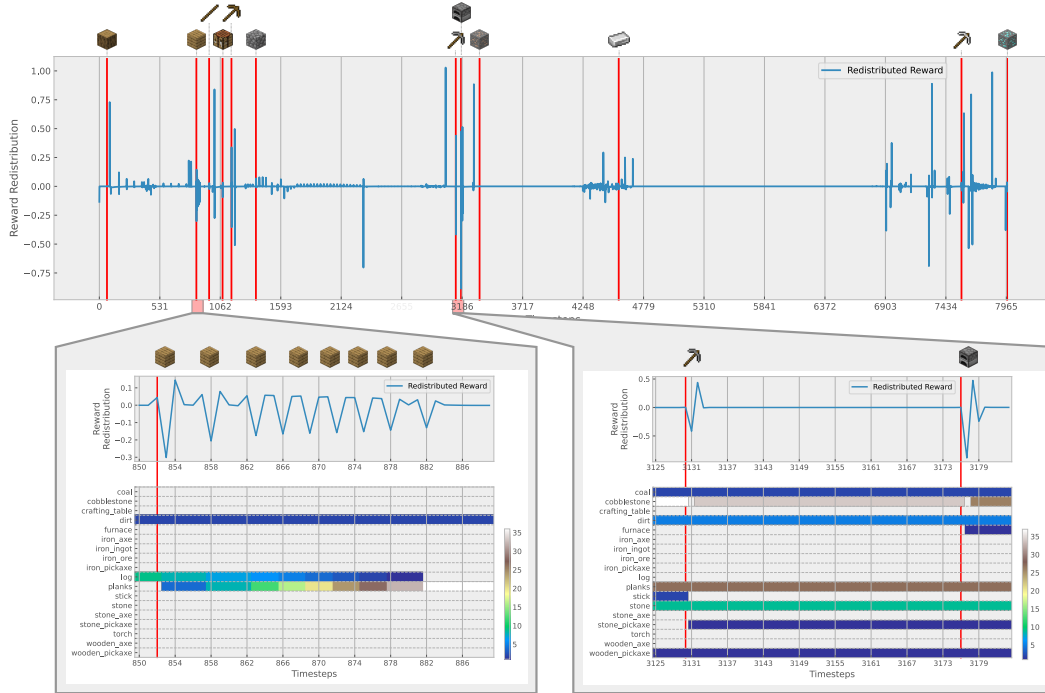 Redistributed Reward
1.00
0.75
0.50
0.25
0.00
−0.25
−0.50
−0.75
Reward Redistribution
0 531 1062 1593 2124 2655 3186 3717 4248 4779 5310 5841 6372 6903 7434 7965
Redistributed Reward
0.1
0.0
−0.1
−0.2
−0.3
Reward
Redistribution
850 854 858 862 866 870 874 878 882 886
coal
cobblestone
crafting_table
dirt
furnace
iron_axe
iron_ingot
iron_ore
iron_pickaxe
log
planks
stick
stone
stone_axe
stone_pickaxe
torch
wooden_axe
wooden_pickaxe
35
30
25
20
15
10
5
850 854 858 862 866 870 874 878 882 886
Timesteps
Redistributed Reward
0.5
0.0
−0.5
Reward
Redistribution
3125 3131 3137 3143 3149 3155 3161 3167 3173 3179
coal
cobblestone
crafting_table
dirt
furnace
iron_axe
iron_ingot
iron_ore
iron_pickaxe
log
planks
stick
stone
stone_axe
stone_pickaxe
torch
wooden_axe
wooden_pickaxe
35
30
25
20
15
10
5
3125 3131 3137 3143 3149 3155 3161 3167 3173 3179
Timesteps